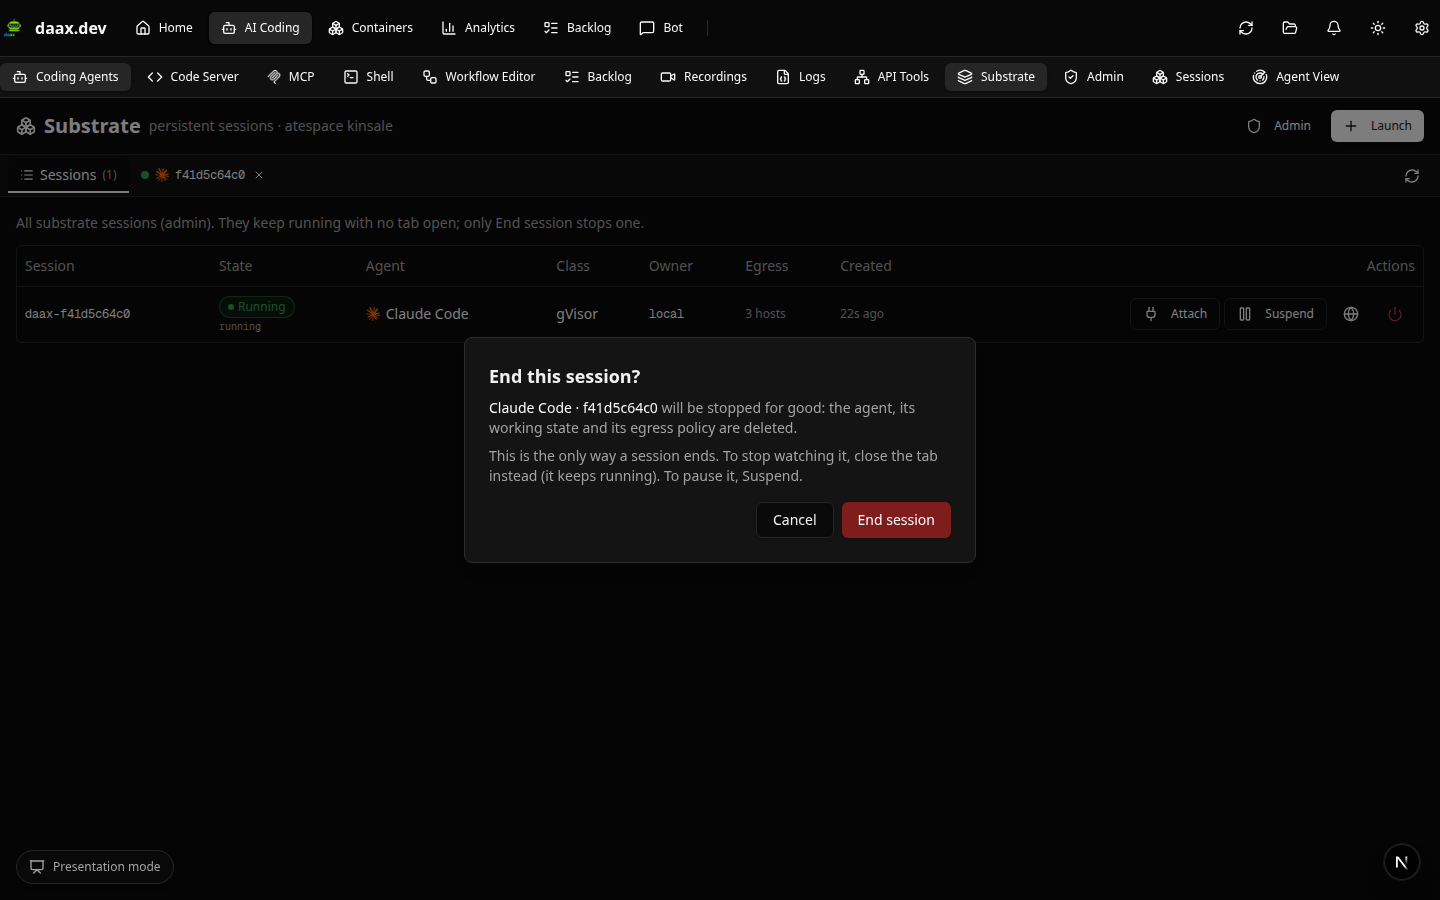 daax.dev Home AI Coding Containers Analytics Backlog Bot
Coding Agents Code Server MCP Shell Workflow Editor Backlog Recordings Logs API Tools Substrate Admin Sessions Agent View
Substrate persistent sessions · atespace kinsale Admin Launch
Sessions (1) f41d5c64c0
All substrate sessions (admin). They keep running with no tab open; only End session stops one.
Session State Agent Class Owner Egress Created Actions
daax-f41d5c64c0 Running Claude Code gVisor local 3 hosts 22s ago Attach Suspend
running
End this session?
Claude Code · f41d5c64c0 will be stopped for good: the agent, its
working state and its egress policy are deleted.
This is the only way a session ends. To stop watching it, close the tab
instead (it keeps running). To pause it, Suspend.
Cancel End session
Presentation mode N